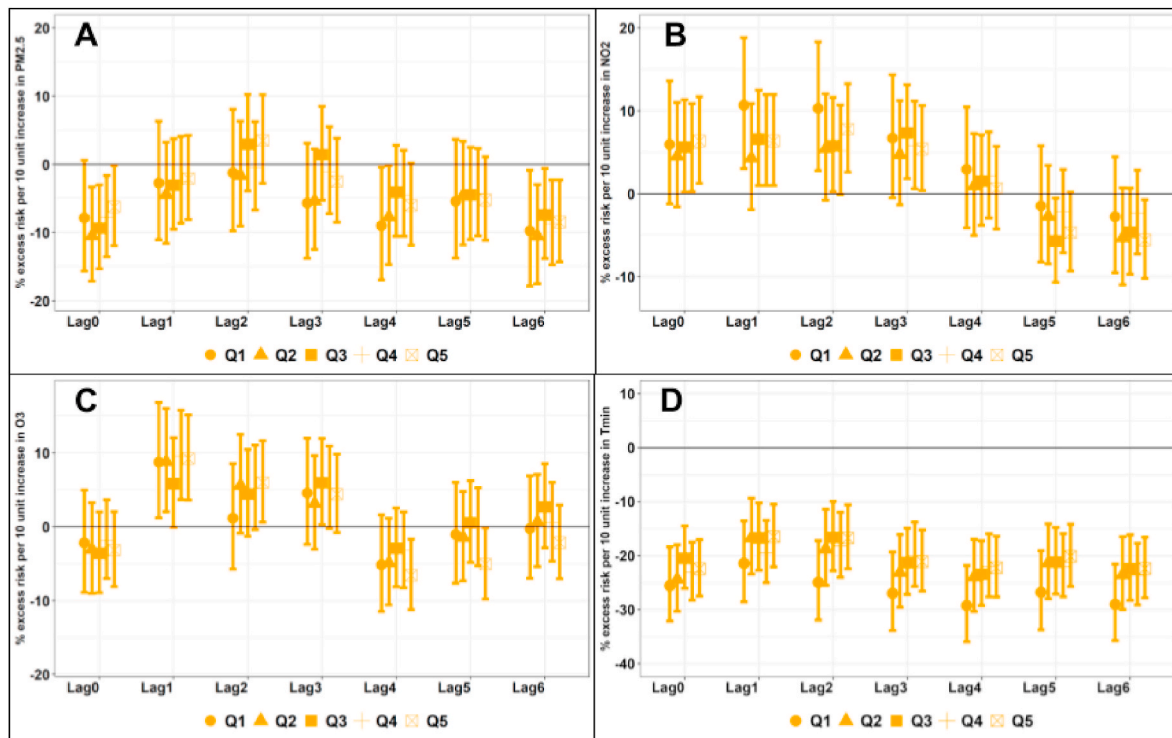 A
% excess risk per 10 unit increase in PM2.5
20
10
0
-10
-20
Lag0 Lag1 Lag2 Lag3 Lag4 Lag5 Lag6
Q1 Q2 Q3 Q4 Q5
B
% excess risk per 10 unit increase in NO2
20
10
0
-10
Lag0 Lag1 Lag2 Lag3 Lag4 Lag5 Lag6
Q1 Q2 Q3 Q4 Q5
C
% excess risk per 10 unit increase in O3
10
0
-10
-20
Lag0 Lag1 Lag2 Lag3 Lag4 Lag5 Lag6
Q1 Q2 Q3 Q4 Q5
D
% excess risk per 10 unit increase in Tmin
10
0
-10
-20
-30
-40
Lag0 Lag1 Lag2 Lag3 Lag4 Lag5 Lag6
Q1 Q2 Q3 Q4 Q5